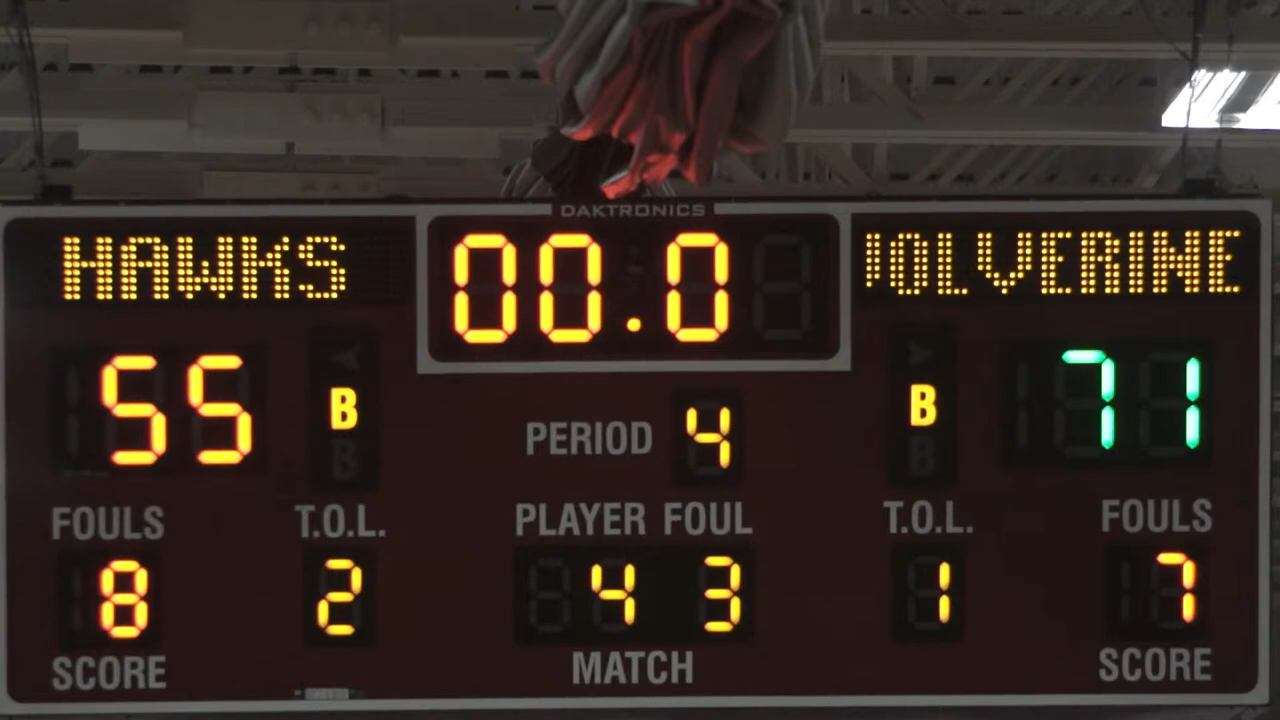 DAKTRONICS
HAWKS 00.0 WOLVERINE
55 B B 71
PERIOD 4
FOULS T.O.L. PLAYER FOUL T.O.L. FOULS
8 2 4 3 1 7
SCORE MATCH SCORE